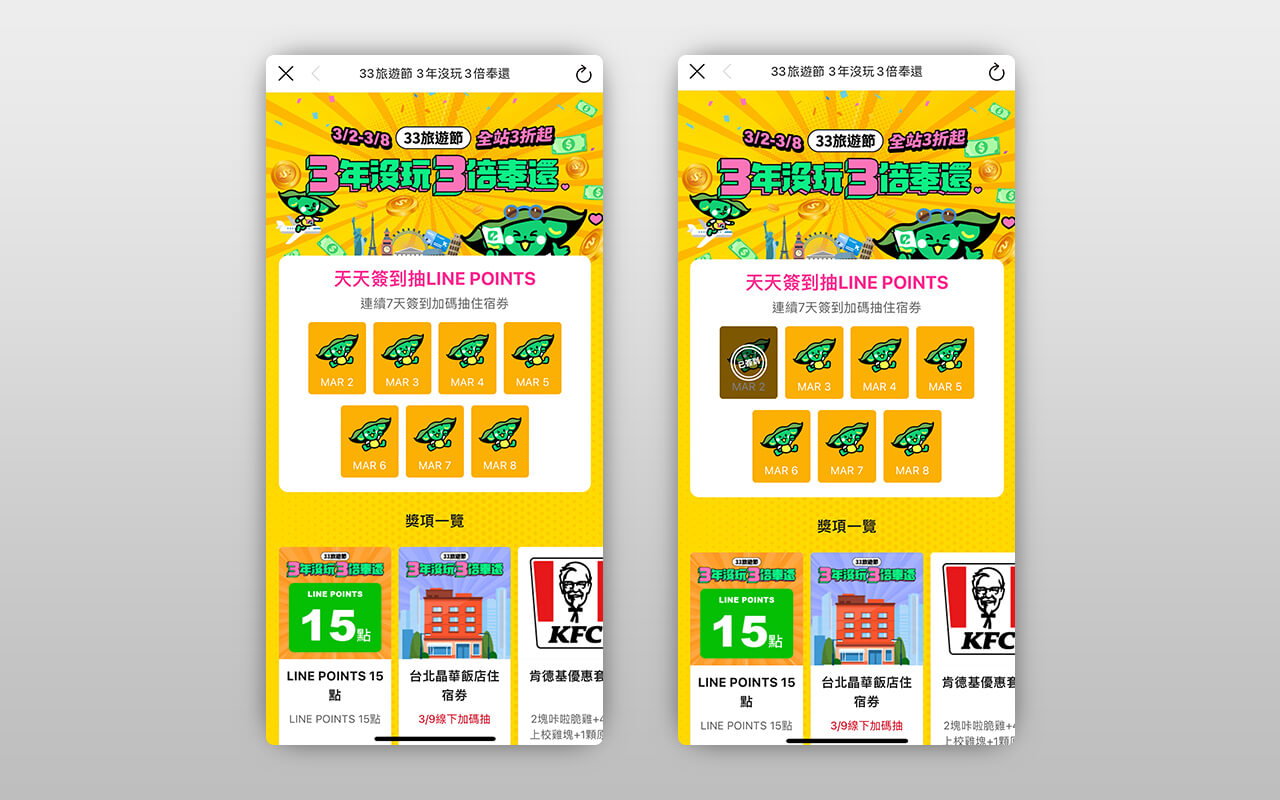 33旅遊節 3年沒玩3倍奉還
3/2-3/8 33旅遊節 全站3折起
3年沒玩3倍奉還
天天簽到抽LINE POINTS
連續7天簽到加碼抽住宿券
MAR 2
MAR 3
MAR 4
MAR 5
MAR 6
MAR 7
MAR 8
獎項一覽
33旅遊節
3年沒玩3倍奉還
LINE POINTS
15點
LINE POINTS 15
點
LINE POINTS 15點
33旅遊節
3年沒玩3倍奉還
台北晶華飯店住
宿券
3/9線下加碼抽
KFC
肯德基優惠套
2塊咔啦脆雞+4
上校雞塊+1顆原
33旅遊節 3年沒玩3倍奉還
3/2-3/8 33旅遊節 全站3折起
3年沒玩3倍奉還
天天簽到抽LINE POINTS
連續7天簽到加碼抽住宿券
已簽到
MAR 2
MAR 3
MAR 4
MAR 5
MAR 6
MAR 7
MAR 8
獎項一覽
33旅遊節
3年沒玩3倍奉還
LINE POINTS
15點
LINE POINTS 15
點
LINE POINTS 15點
33旅遊節
3年沒玩3倍奉還
台北晶華飯店住
宿券
3/9線下加碼抽
KFC
肯德基優惠套
2塊咔啦脆雞+4
上校雞塊+1顆原